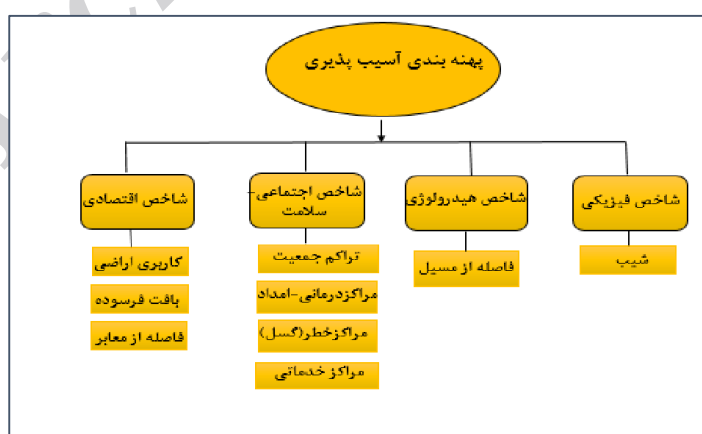 پهنه بندی آسیب پذیری
شاخص فیزیکی
شیب
شاخص هیدرولوژی
فاصله از مسیل
شاخص اجتماعی-
سلامت
تراکم جمعیت
مراکزدرمانی-امداد
مراکزخطر(گسل)
مراکز خدماتی
شاخص اقتصادی
کاربری اراضی
بافت فرسوده
فاصله از معابر